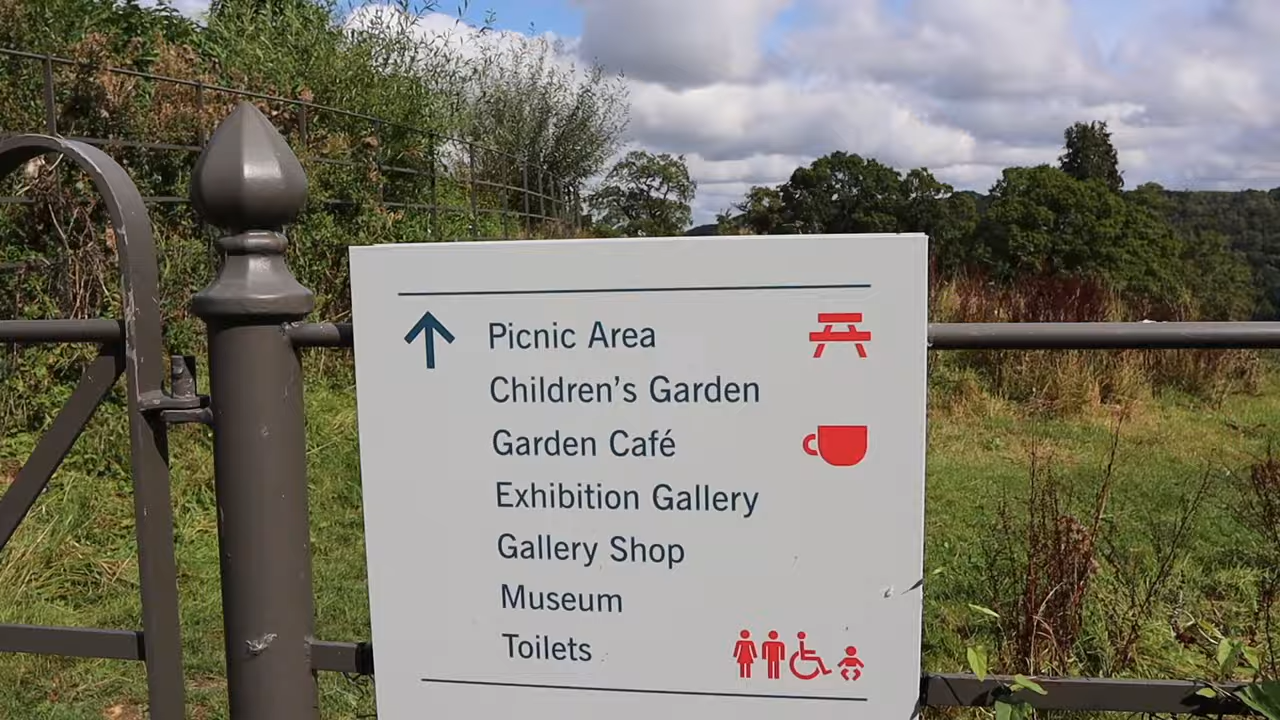 Picnic Area
Children's Garden
Garden Café
Exhibition Gallery
Gallery Shop
Museum
Toilets